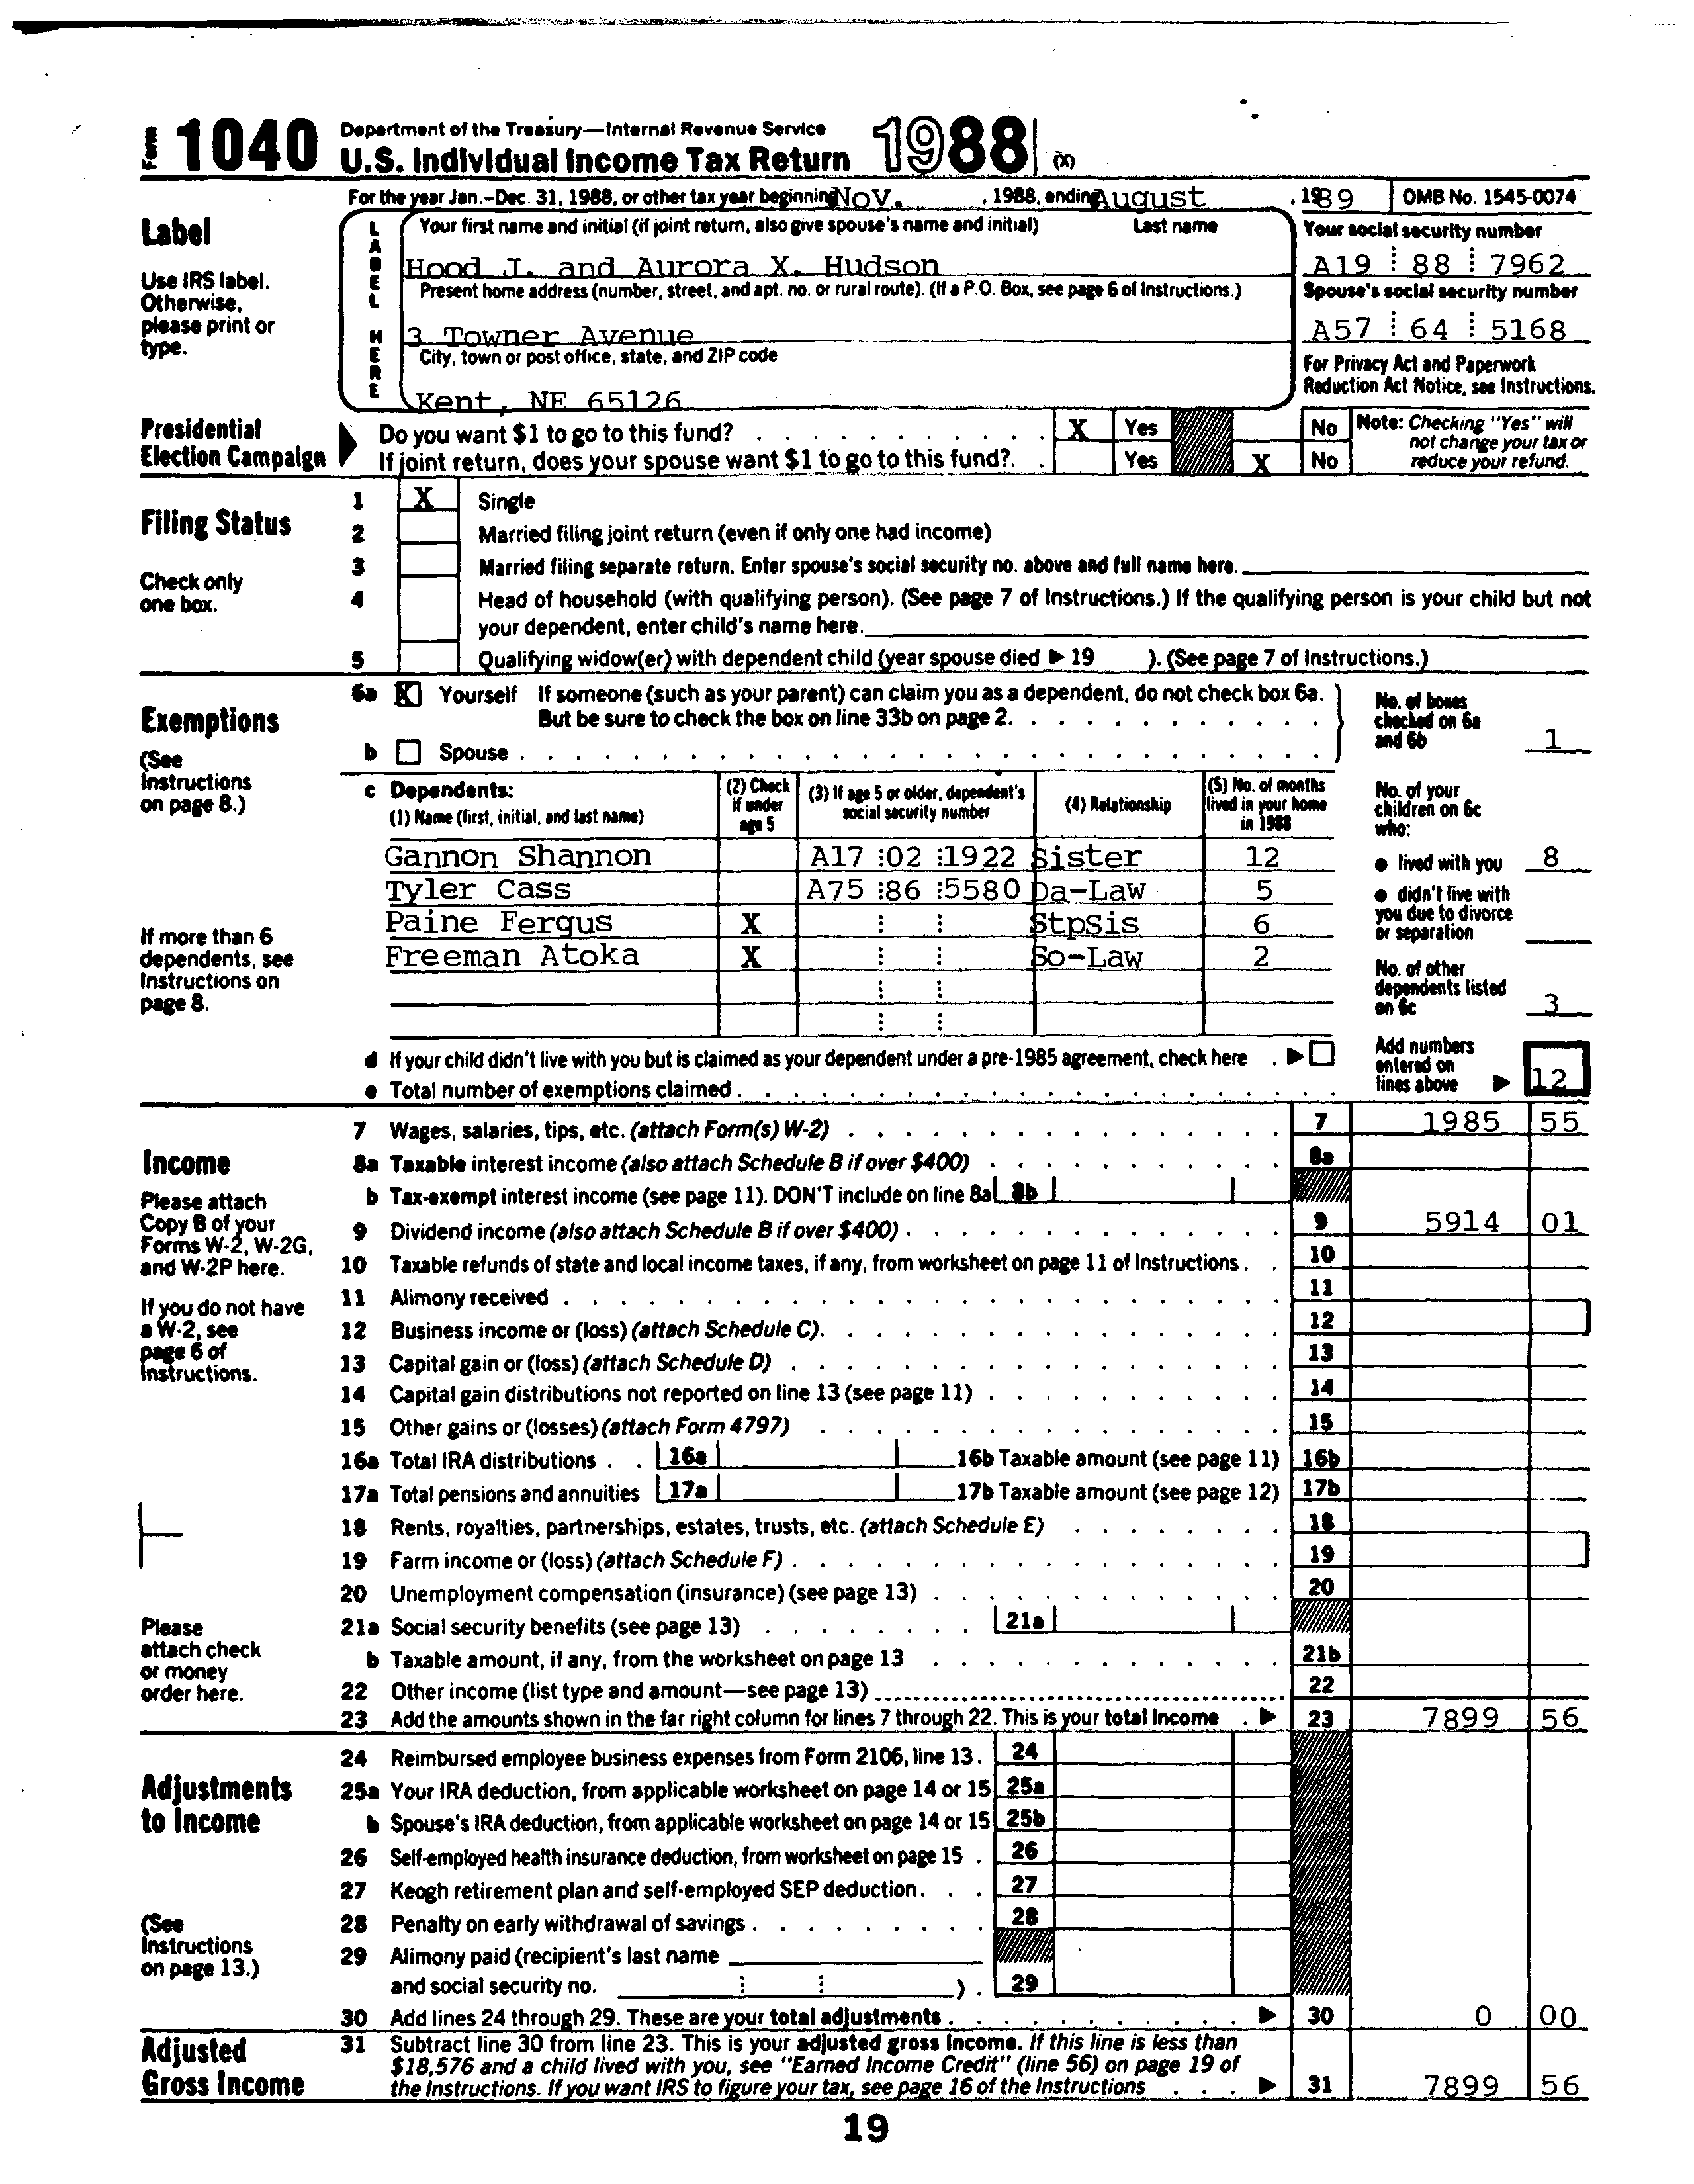 Form 1040 Department of the Treasury—Internal Revenue Service
U.S. Individual Income Tax Return 1988 (X)
For the year Jan.-Dec. 31, 1988, or other tax year beginning Nov. , 1988, ending August , 1989 OMB No. 1545-0074
Label
Use IRS label.
Otherwise,
please print or
type.
LABEL HERE
Your first name and initial (if joint return, also give spouse's name and initial) Last name
Hood J. and Aurora X. Hudson
Present home address (number, street, and apt. no. or rural route). (If a P.O. Box, see page 6 of Instructions.)
3 Towner Avenue
City, town or post office, state, and ZIP code
Kent, NE 65126
Your social security number
A19 88 7962
Spouse's social security number
A57 64 5168
For Privacy Act and Paperwork
Reduction Act Notice, see Instructions.
Presidential
Election Campaign
Do you want $1 to go to this fund? X Yes No
If joint return, does your spouse want $1 to go to this fund? Yes X No
Note: Checking "Yes" will
not change your tax or
reduce your refund.
Filing Status
Check only
one box.
1 X Single
2 Married filing joint return (even if only one had income)
3 Married filing separate return. Enter spouse's social security no. above and full name here.
4 Head of household (with qualifying person). (See page 7 of Instructions.) If the qualifying person is your child but not
your dependent, enter child's name here.
5 Qualifying widow(er) with dependent child (year spouse died ▶ 19 ). (See page 7 of Instructions.)
Exemptions
(See
Instructions
on page 8.)
If more than 6
dependents, see
Instructions on
page 8.
6a X Yourself If someone (such as your parent) can claim you as a dependent, do not check box 6a.
But be sure to check the box on line 33b on page 2.
b Spouse
No. of boxes
checked on 6a
and 6b 1
c Dependents:
(1) Name (first, initial, and last name)
(2) Check
if under
age 5
(3) If age 5 or older, dependent's
social security number
(4) Relationship
(5) No. of months
lived in your home
in 1988
Gannon Shannon A17 02 1922 Sister 12
Tyler Cass A75 86 5580 Da-Law 5
Paine Fergus X StpSis 6
Freeman Atoka X So-Law 2
No. of your
children on 6c
who:
● lived with you 8
● didn't live with
you due to divorce
or separation
No. of other
dependents listed
on 6c 3
d If your child didn't live with you but is claimed as your dependent under a pre-1985 agreement, check here ▶
e Total number of exemptions claimed
Add numbers
entered on
lines above ▶ 12
Income
Please attach
Copy B of your
Forms W-2, W-2G,
and W-2P here.
If you do not have
a W-2, see
page 6 of
Instructions.
Please
attach check
or money
order here.
7 Wages, salaries, tips, etc. (attach Form(s) W-2) 7 1985 55
8a Taxable interest income (also attach Schedule B if over $400) 8a
b Tax-exempt interest income (see page 11). DON'T include on line 8a 8b
9 Dividend income (also attach Schedule B if over $400) 9 5914 01
10 Taxable refunds of state and local income taxes, if any, from worksheet on page 11 of Instructions 10
11 Alimony received 11
12 Business income or (loss) (attach Schedule C) 12
13 Capital gain or (loss) (attach Schedule D) 13
14 Capital gain distributions not reported on line 13 (see page 11) 14
15 Other gains or (losses) (attach Form 4797) 15
16a Total IRA distributions 16a 16b Taxable amount (see page 11) 16b
17a Total pensions and annuities 17a 17b Taxable amount (see page 12) 17b
18 Rents, royalties, partnerships, estates, trusts, etc. (attach Schedule E) 18
19 Farm income or (loss) (attach Schedule F) 19
20 Unemployment compensation (insurance) (see page 13) 20
21a Social security benefits (see page 13) 21a
b Taxable amount, if any, from the worksheet on page 13 21b
22 Other income (list type and amount—see page 13) 22
23 Add the amounts shown in the far right column for lines 7 through 22. This is your total income ▶ 23 7899 56
Adjustments
to Income
(See
Instructions
on page 13.)
24 Reimbursed employee business expenses from Form 2106, line 13. 24
25a Your IRA deduction, from applicable worksheet on page 14 or 15 25a
b Spouse's IRA deduction, from applicable worksheet on page 14 or 15 25b
26 Self-employed health insurance deduction, from worksheet on page 15 26
27 Keogh retirement plan and self-employed SEP deduction 27
28 Penalty on early withdrawal of savings 28
29 Alimony paid (recipient's last name
and social security no. ) 29
30 Add lines 24 through 29. These are your total adjustments ▶ 30 0 00
Adjusted
Gross Income
31 Subtract line 30 from line 23. This is your adjusted gross income. If this line is less than
$18,576 and a child lived with you, see "Earned Income Credit" (line 56) on page 19 of
the Instructions. If you want IRS to figure your tax, see page 16 of the Instructions ▶ 31 7899 56
19